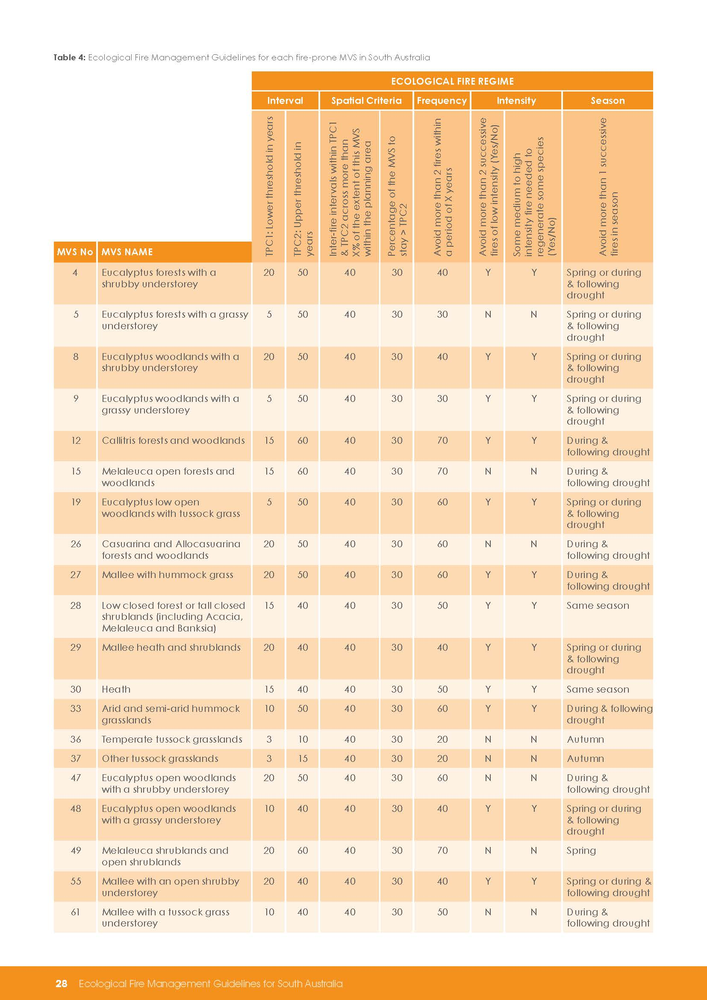 Table 4: Ecological Fire Management Guidelines for each fire-prone MVS in South Australia
ECOLOGICAL FIRE REGIME
Interval Spatial Criteria Frequency Intensity Season
TPC1: Lower threshold in years
TPC2: Upper threshold in
years
Inter-fire intervals within TPC1
& TPC2 across more than
X% of the extent of this MVS
within the planning area
Percentage of the MVS to
stay > TPC2
Avoid more than 2 fires within
a period of X years
Avoid more than 2 successive
fires of low intensity (Yes/No)
Some medium to high
intensity fire needed to
regenerate some species
(Yes/No)
Avoid more than 1 successive
fires in season
MVS No MVS NAME
4 Eucalyptus forests with a 20 50 40 30 40 Y Y Spring or during
shrubby understorey & following
drought
5 Eucalyptus forests with a grassy 5 50 40 30 30 N N Spring or during
understorey & following
drought
8 Eucalyptus woodlands with a 20 50 40 30 40 Y Y Spring or during
shrubby understorey & following
drought
9 Eucalyptus woodlands with a 5 50 40 30 30 Y Y Spring or during
grassy understorey & following
drought
12 Callitris forests and woodlands 15 60 40 30 70 Y Y During &
following drought
15 Melaleuca open forests and 15 60 40 30 70 N N During &
woodlands following drought
19 Eucalyptus low open 5 50 40 30 60 Y Y Spring or during
woodlands with tussock grass & following
drought
26 Casuarina and Allocasuarina 20 50 40 30 60 N N During &
forests and woodlands following drought
27 Mallee with hummock grass 20 50 40 30 60 Y Y During &
following drought
28 Low closed forest or tall closed 15 40 40 30 50 Y Y Same season
shrublands (including Acacia,
Melaleuca and Banksia)
29 Mallee heath and shrublands 20 40 40 30 40 Y Y Spring or during
& following
drought
30 Heath 15 40 40 30 50 Y Y Same season
33 Arid and semi-arid hummock 10 50 40 30 60 Y Y During & following
grasslands drought
36 Temperate tussock grasslands 3 10 40 30 20 N N Autumn
37 Other tussock grasslands 3 15 40 30 20 N N Autumn
47 Eucalyptus open woodlands 20 50 40 30 60 N N During &
with a shrubby understorey following drought
48 Eucalyptus open woodlands 10 40 40 30 40 Y Y Spring or during
with a grassy understorey & following
drought
49 Melaleuca shrublands and 20 60 40 30 70 N N Spring
open shrublands
55 Mallee with an open shrubby 20 40 40 30 40 Y Y Spring or during &
understorey following drought
61 Mallee with a tussock grass 10 40 40 30 50 N N During &
understorey following drought
28 Ecological Fire Management Guidelines for South Australia